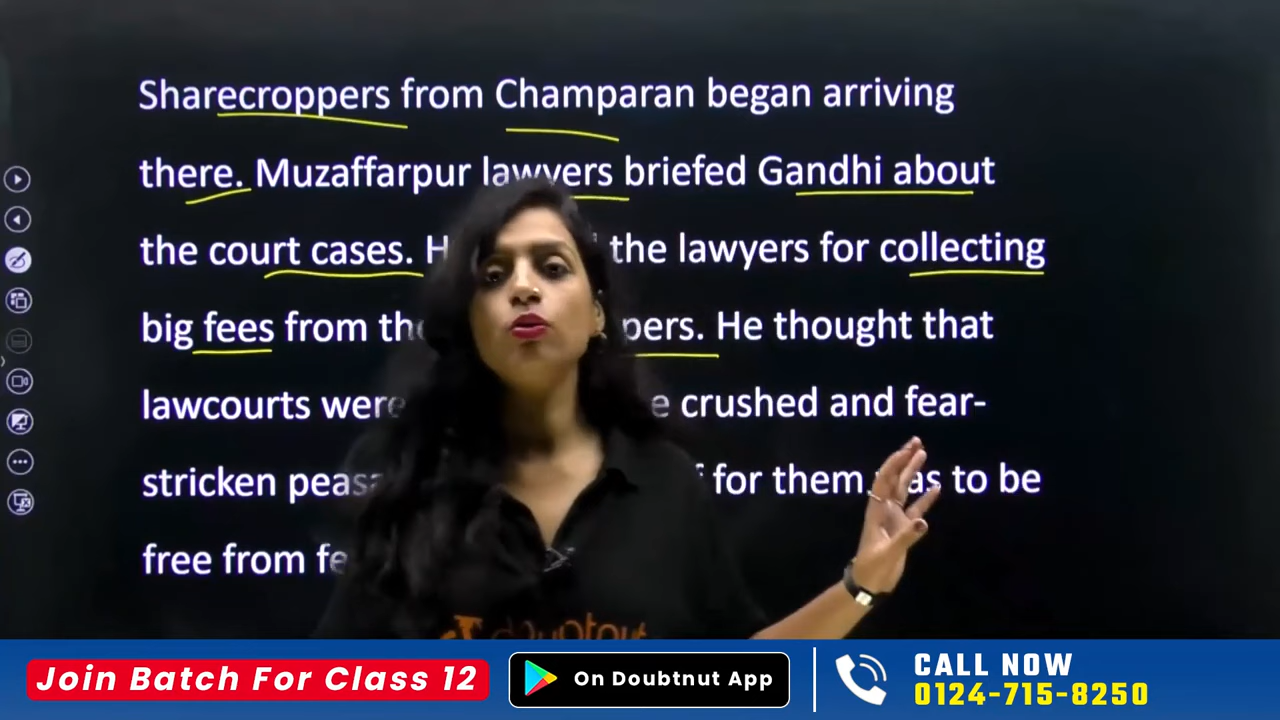 Sharecroppers from Champaran began arriving
there. Muzaffarpur lawyers briefed Gandhi about
the court cases. H the lawyers for collecting
big fees from the pers. He thought that
lawcourts were crushed and fear-
stricken peas for them, as to be
free from fe
doubtnut
Join Batch For Class 12
On Doubtnut App
CALL NOW
0124-715-8250